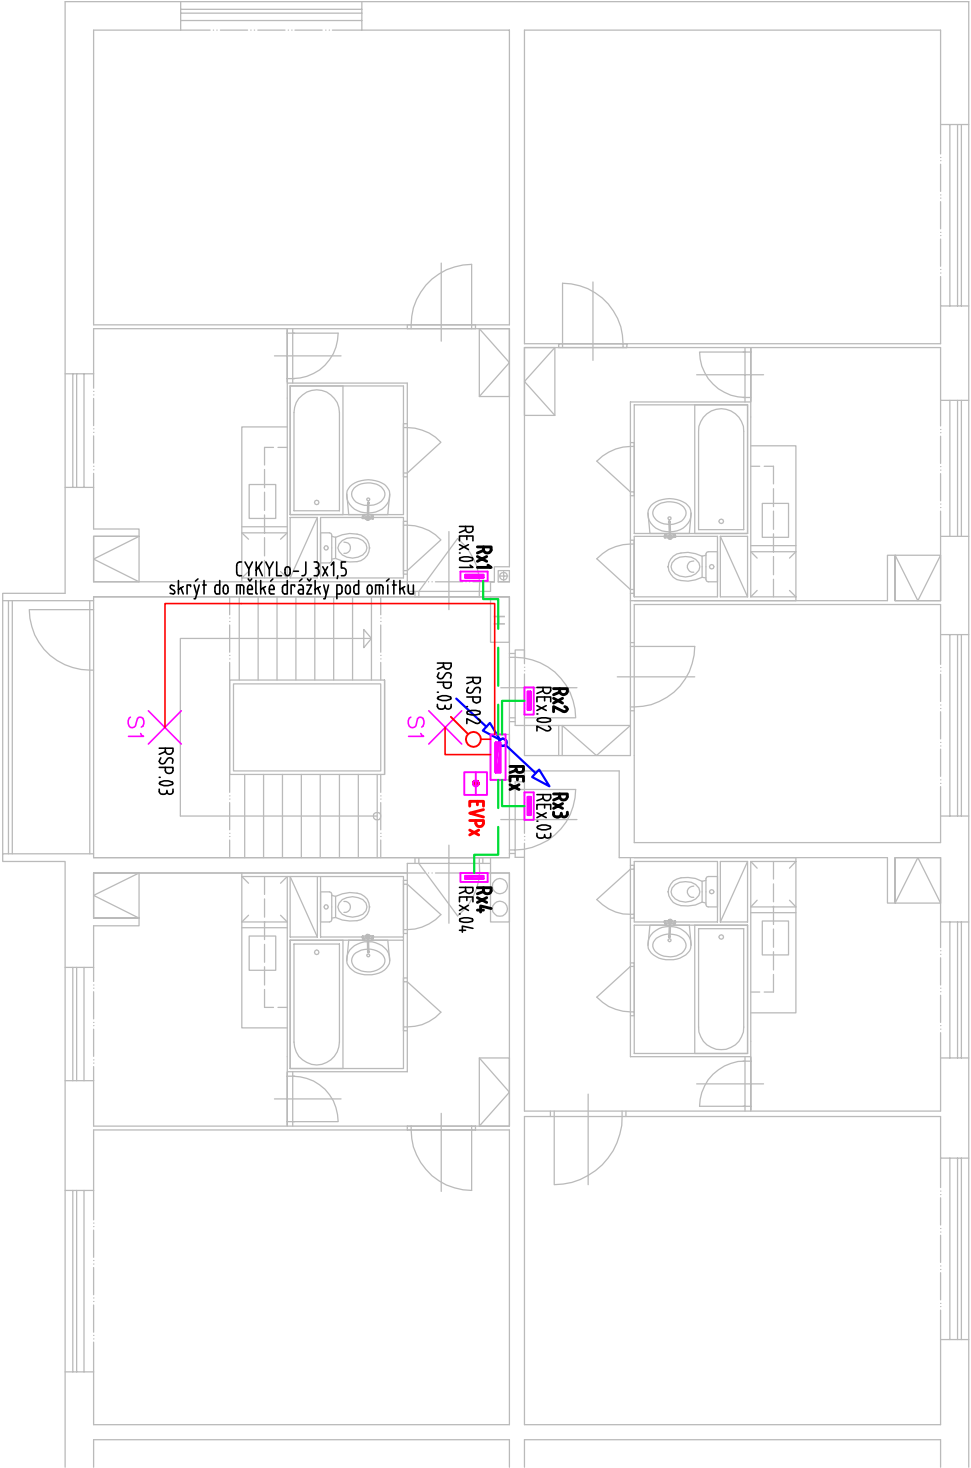 Rx1
REx.01
CYKYLo-J 3x1,5
skrýt do mělké drážky pod omítku
RSP.03
RSP.02
Rx2
REx.02
S1
S1
RSP.03
REx
Rx3
REx.03
EVPx
Rx4
REx.04